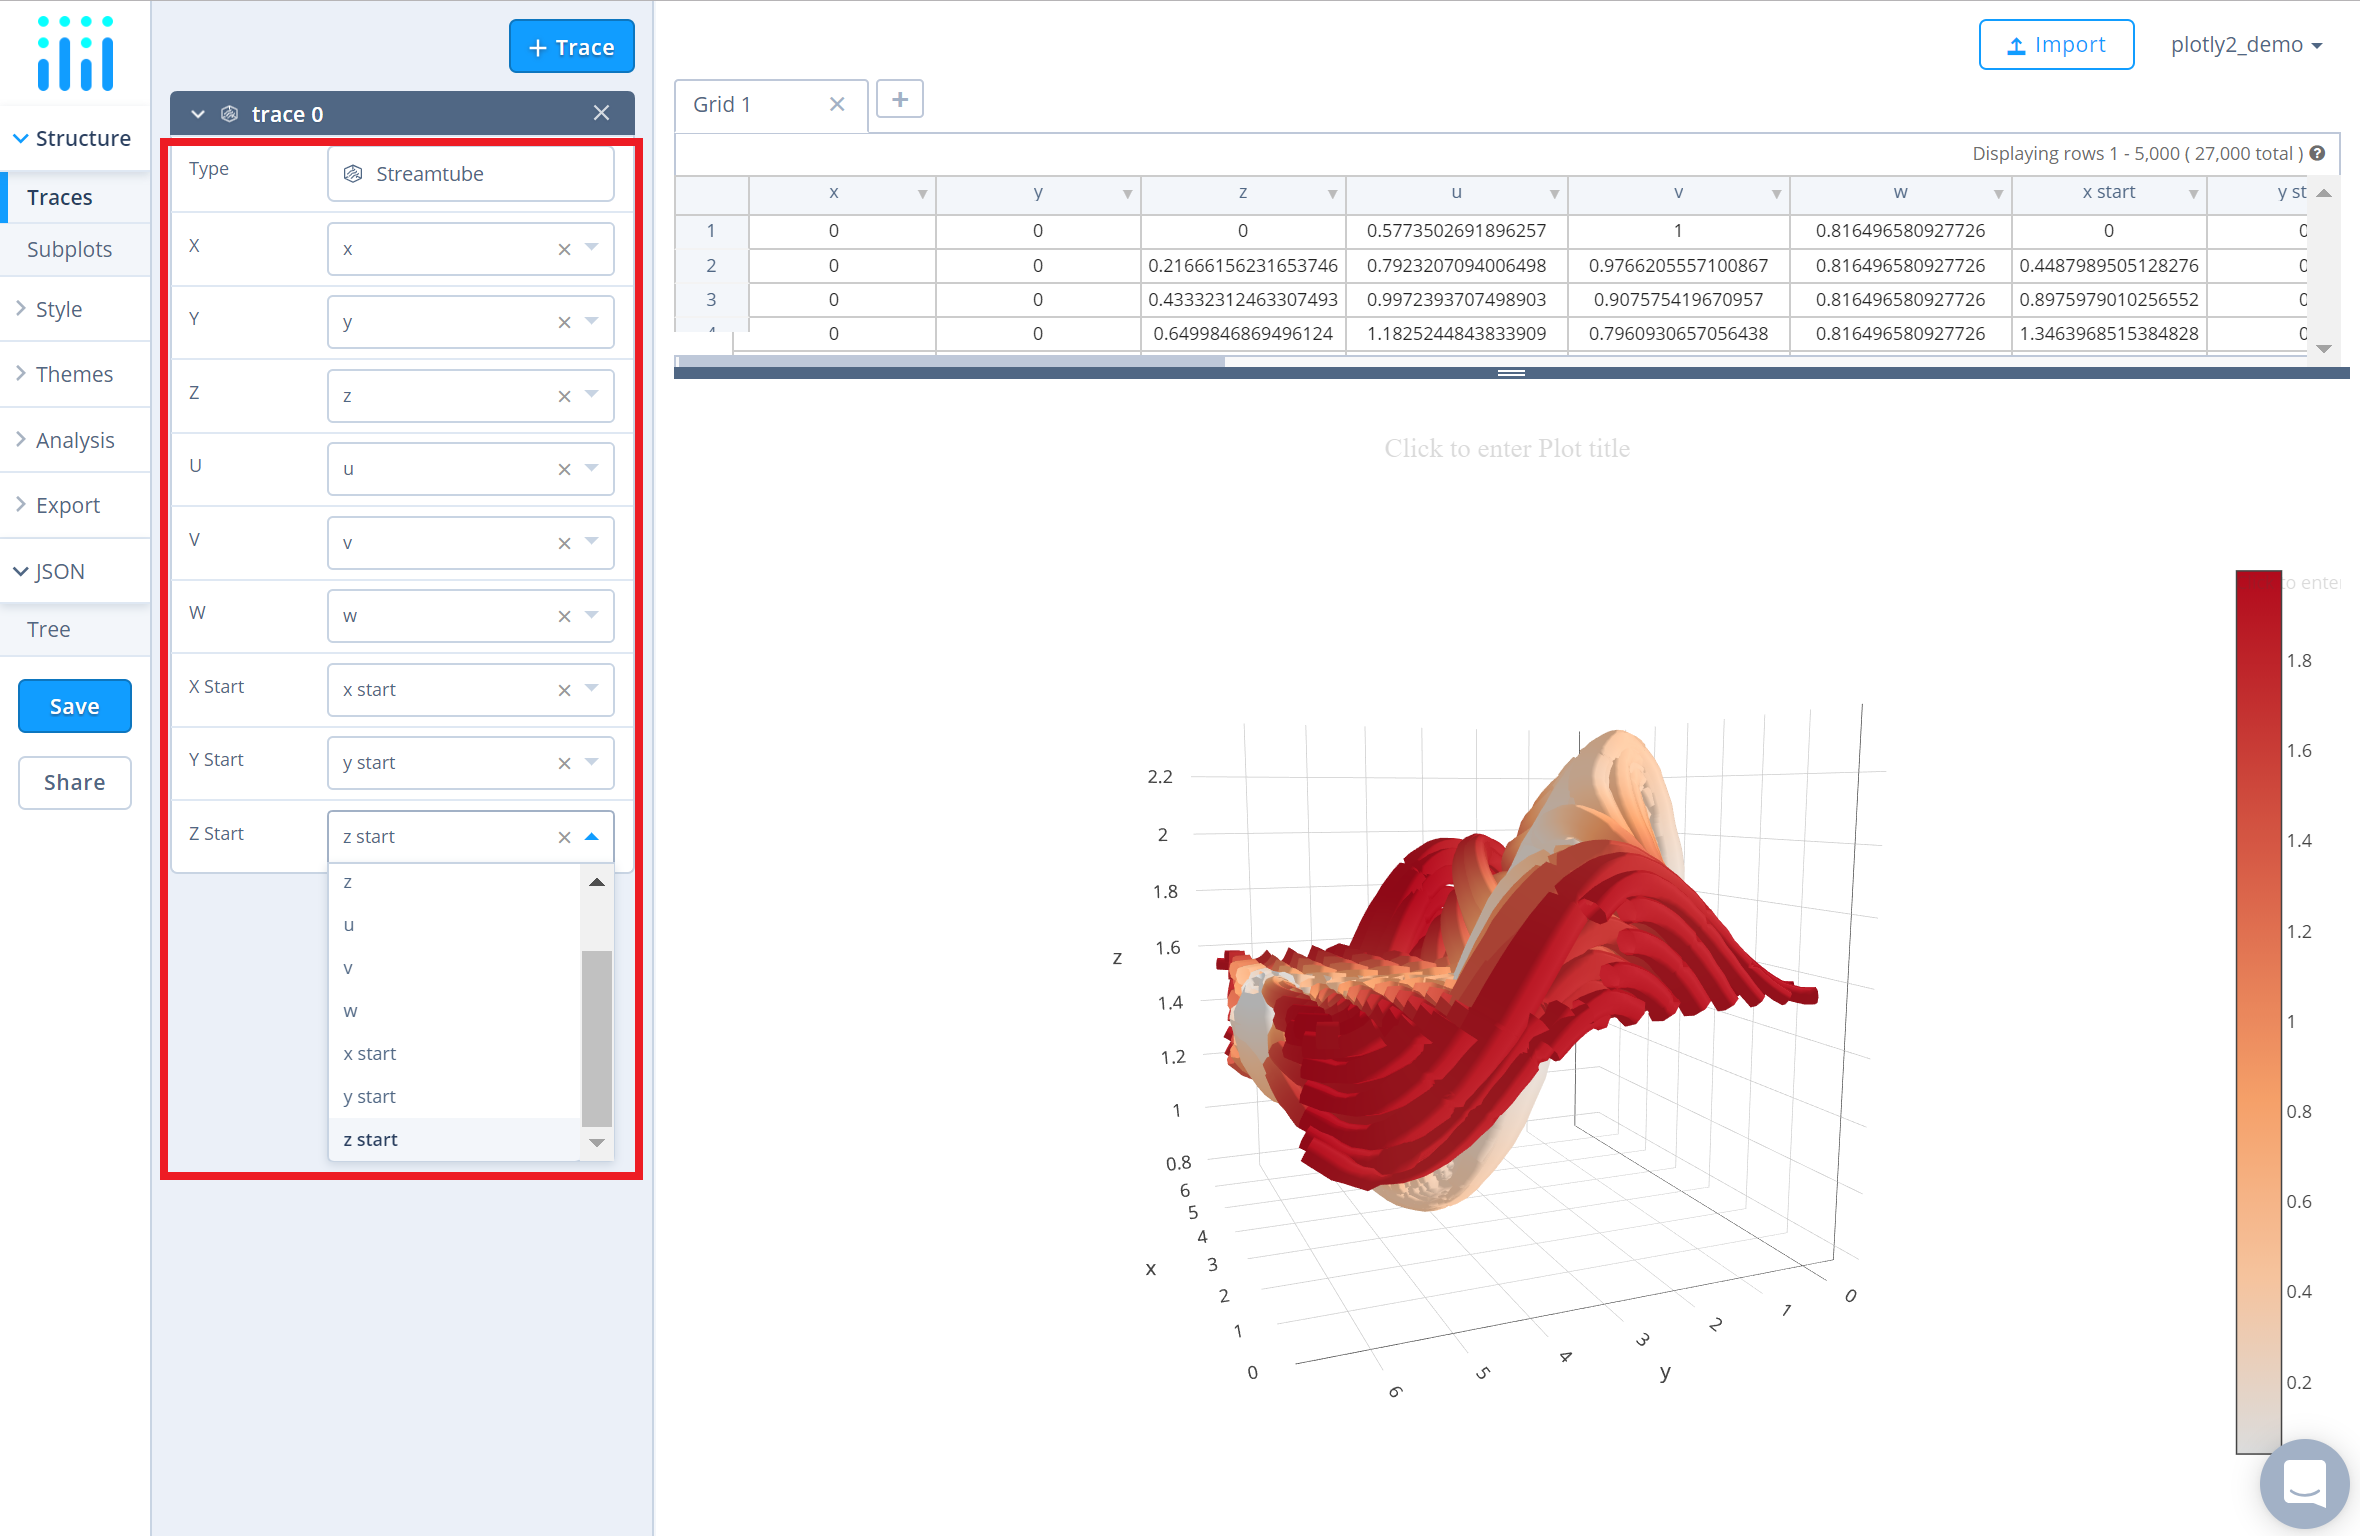 + Trace
Import
plotly2_demo
Structure
Traces
Subplots
Style
Themes
Analysis
Export
JSON
Tree
Save
Share
trace 0
Type
Streamtube
X
x
Y
y
Z
z
U
u
V
v
W
w
X Start
x start
Y Start
y start
Z Start
z start
z
u
v
w
x start
y start
z start
Grid 1
+
Displaying rows 1 - 5,000 ( 27,000 total )
x y z u v w x start y st
1 0 0 0 0.5773502691896257 1 0.816496580927726 0 0
2 0 0 0.21666156231653746 0.7923207094006498 0.9766205557100867 0.816496580927726 0.4487989505128276 0
3 0 0 0.43332312463307493 0.9972393707498903 0.907575419670957 0.816496580927726 0.8975979010256552 0
4 0 0 0.6499846869496124 1.1825244843833909 0.7960930657056438 0.816496580927726 1.3463968515384828 0
Click to enter Plot title
to enter
2.2
2
1.8
1.6
1.4
1.2
1
0.8
z
6
5
4
3
2
1
0
x
6
5
4
3
2
1
0
y
1.8
1.6
1.4
1.2
1
0.8
0.6
0.4
0.2